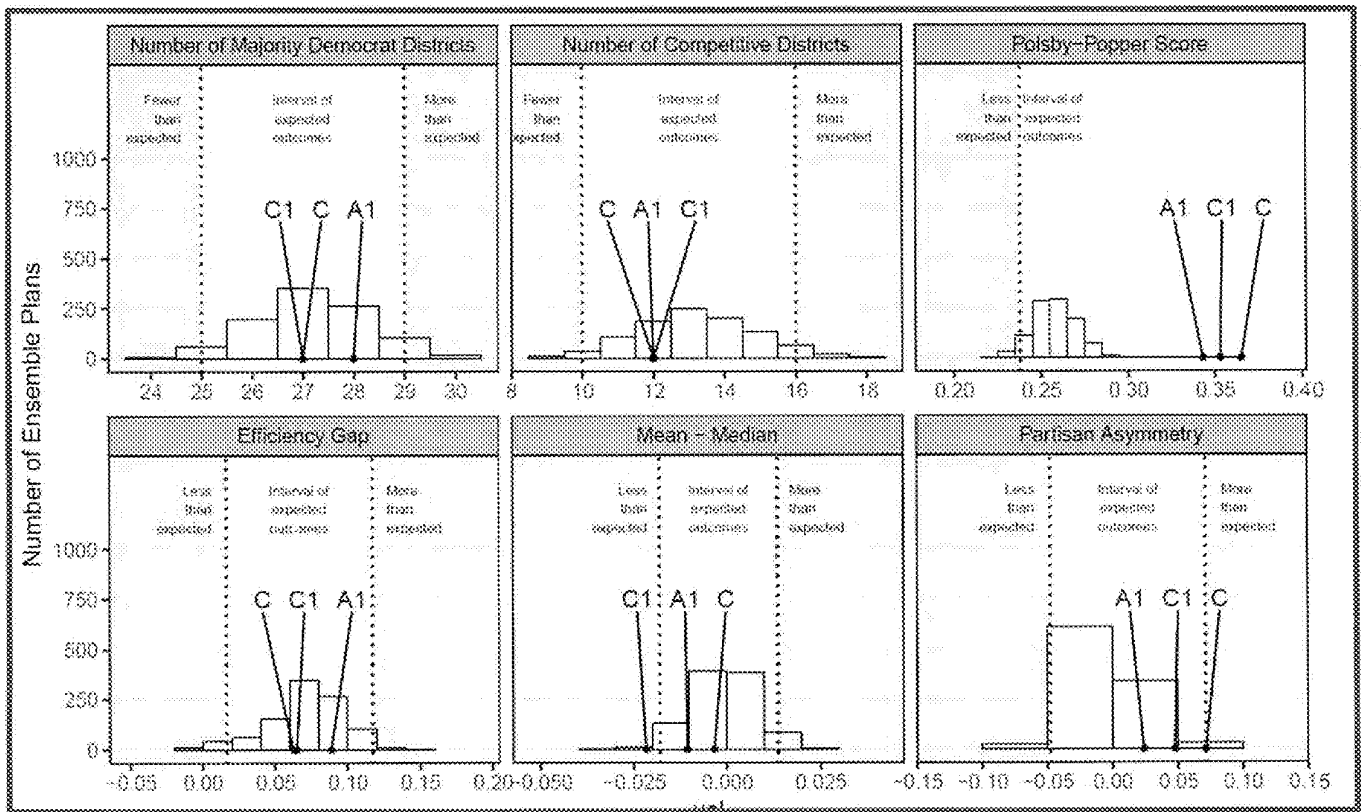 Number of Majority Democrat Districts
Fewer than expected
Interval of expected outcomes
More than expected
C1 C A1
1000
750
500
250
0
24 25 26 27 28 29 30
Number of Competitive Districts
Fewer than expected
Interval of expected outcomes
More than expected
C A1 C1
8 10 12 14 16 18
Polsby-Popper Score
Less than expected
Interval of expected outcomes
A1 C1 C
0.20 0.25 0.30 0.35 0.40
Number of Ensemble Plans
Efficiency Gap
Less than expected
Interval of expected outcomes
More than expected
C C1 A1
1000
750
500
250
0
-0.05 0.00 0.05 0.10 0.15 0.20
Mean - Median
Less than expected
Interval of expected outcomes
More than expected
C1 A1 C
-0.050 -0.025 0.000 0.025
Partisan Asymmetry
Less than expected
Interval of expected outcomes
More than expected
A1 C1 C
-0.15 -0.10 -0.05 0.00 0.05 0.10 0.15